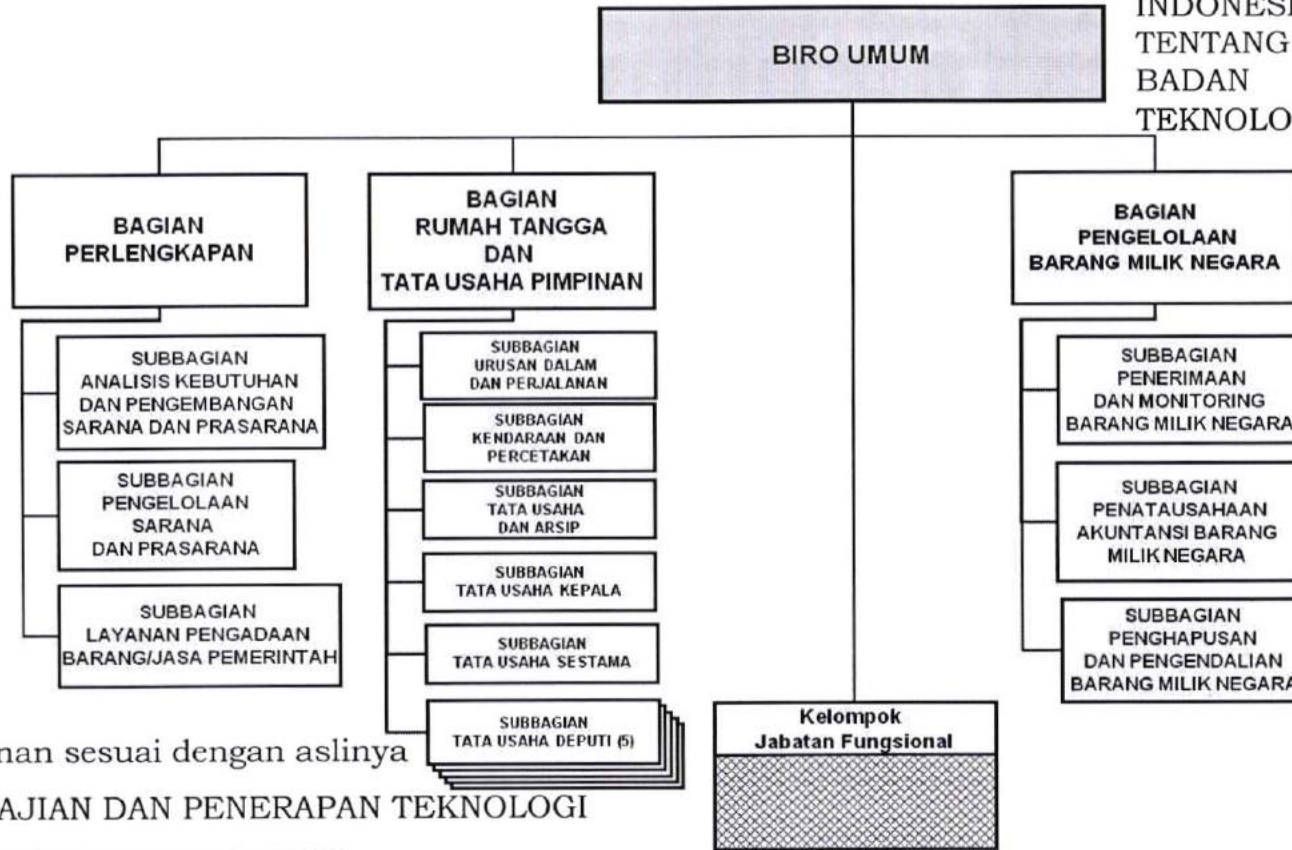 INDONESI
TENTANG
BADAN
TEKNOLO
BIRO UMUM
BAGIAN
PERLENGKAPAN
SUBBAGIAN
ANALISIS KEBUTUHAN
DAN PENGEMBANGAN
SARANA DAN PRASARANA
SUBBAGIAN
PENGELOLAAN
SARANA
DAN PRASARANA
SUBBAGIAN
LAYANAN PENGADAAN
BARANG/JASA PEMERINTAH
BAGIAN
RUMAH TANGGA
DAN
TATA USAHA PIMPINAN
SUBBAGIAN
URUSAN DALAM
DAN PERJALANAN
SUBBAGIAN
KENDARAAN DAN
PERCETAKAN
SUBBAGIAN
TATA USAHA
DAN ARSIP
SUBBAGIAN
TATA USAHA KEPALA
SUBBAGIAN
TATA USAHA SESTAMA
SUBBAGIAN
TATA USAHA DEPUTI (5)
Kelompok
Jabatan Fungsional
BAGIAN
PENGELOLAAN
BARANG MILIK NEGARA
SUBBAGIAN
PENERIMAAN
DAN MONITORING
BARANG MILIK NEGARA
SUBBAGIAN
PENATAUSAHAAN
AKUNTANSI BARANG
MILIK NEGARA
SUBBAGIAN
PENGHAPUSAN
DAN PENGENDALIAN
BARANG MILIK NEGARA
nan sesuai dengan aslinya
AJIAN DAN PENERAPAN TEKNOLOGI